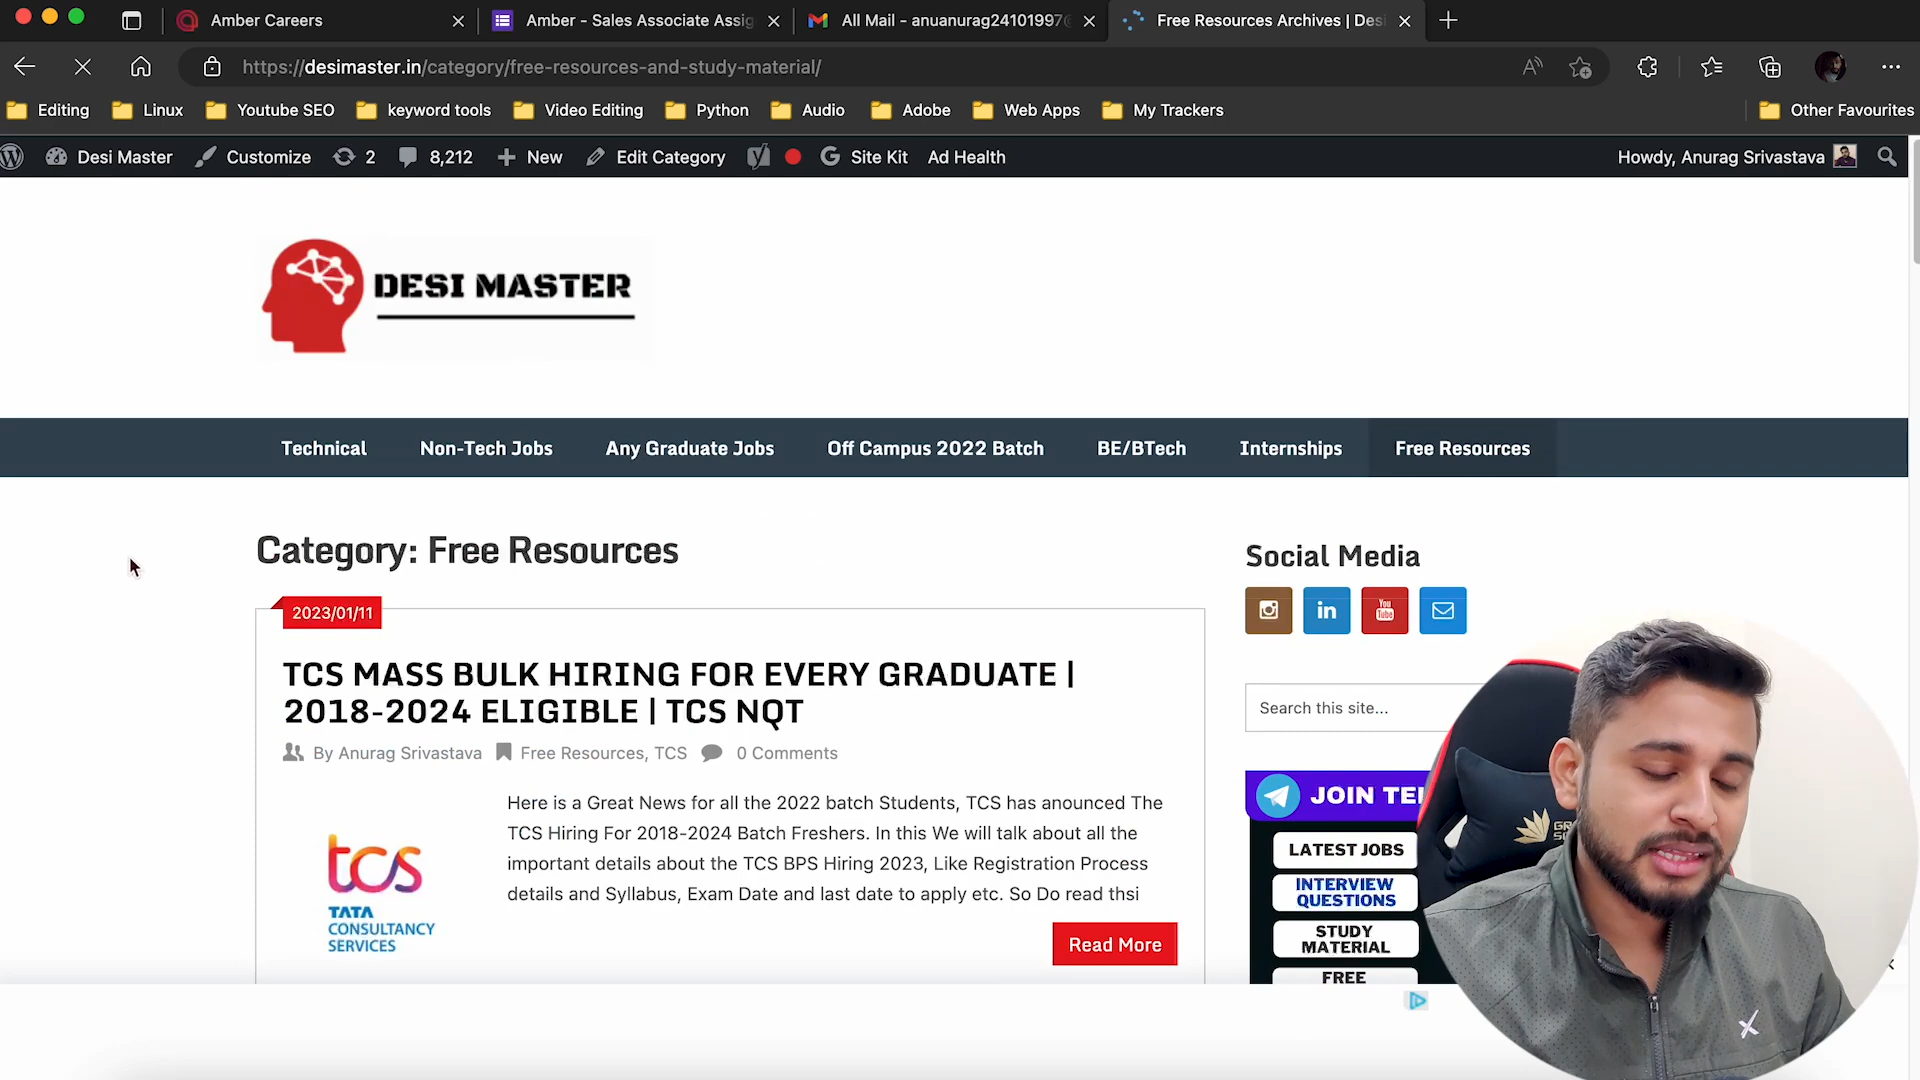 Amber Careers
Amber - Sales Associate Assig
All Mail - anuanurag24101997@
Free Resources Archives | Desi
https://desimaster.in/category/free-resources-and-study-material/
Editing
Linux
Youtube SEO
keyword tools
Video Editing
Python
Audio
Adobe
Web Apps
My Trackers
Other Favourites
Desi Master
Customize
2
8,212
New
Edit Category
Site Kit
Ad Health
Howdy, Anurag Srivastava
DESI MASTER
Technical
Non-Tech Jobs
Any Graduate Jobs
Off Campus 2022 Batch
BE/BTech
Internships
Free Resources
Category: Free Resources
2023/01/11
TCS MASS BULK HIRING FOR EVERY GRADUATE |
2018-2024 ELIGIBLE | TCS NQT
By Anurag Srivastava
Free Resources, TCS
0 Comments
Here is a Great News for all the 2022 batch Students, TCS has anounced The
TCS Hiring For 2018-2024 Batch Freshers. In this We will talk about all the
important details about the TCS BPS Hiring 2023, Like Registration Process
details and Syllabus, Exam Date and last date to apply etc. So Do read thsi
tcs
TATA
CONSULTANCY
SERVICES
Read More
Social Media
You
Tube
Search this site...
JOIN TE
LATEST JOBS
INTERVIEW
QUESTIONS
STUDY
MATERIAL
FREE